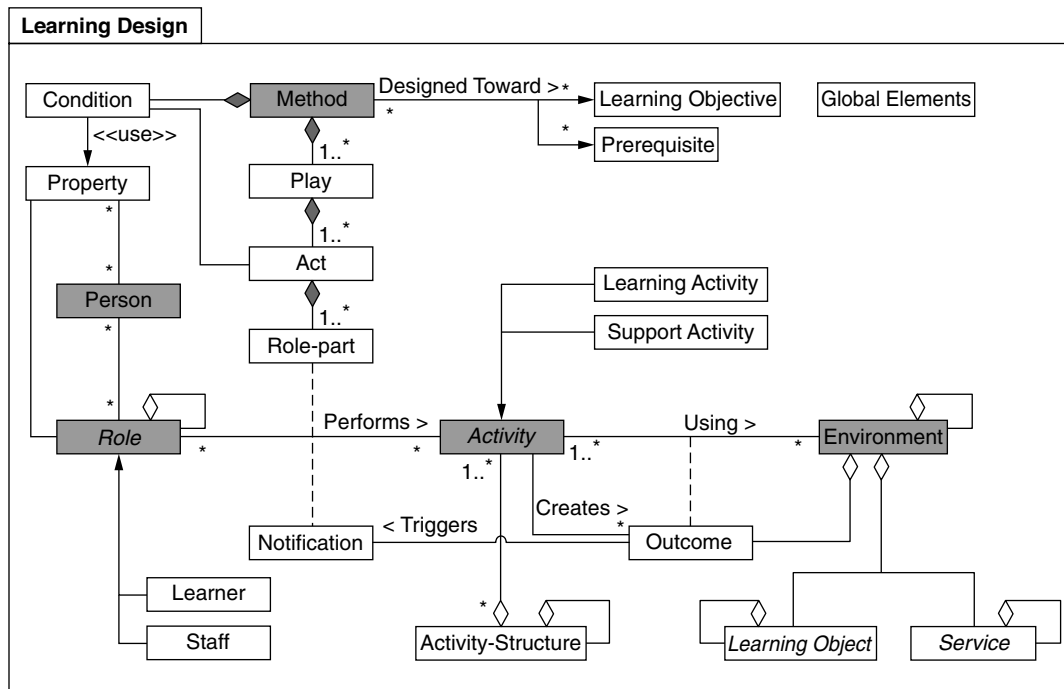 Learning Design
Condition
Method
Designed Toward >
*
*
Learning Objective
Global Elements
<<use>>
1..*
*
Prerequisite
Property
Play
*
1..*
*
Act
Learning Activity
Person
*
1..*
Support Activity
Role-part
*
Performs >
Using >
Role
*
*
Activity
1..*
1..*
*
Environment
Creates >
*
< Triggers
Notification
Outcome
Learner
*
Staff
Activity-Structure
Learning Object
Service